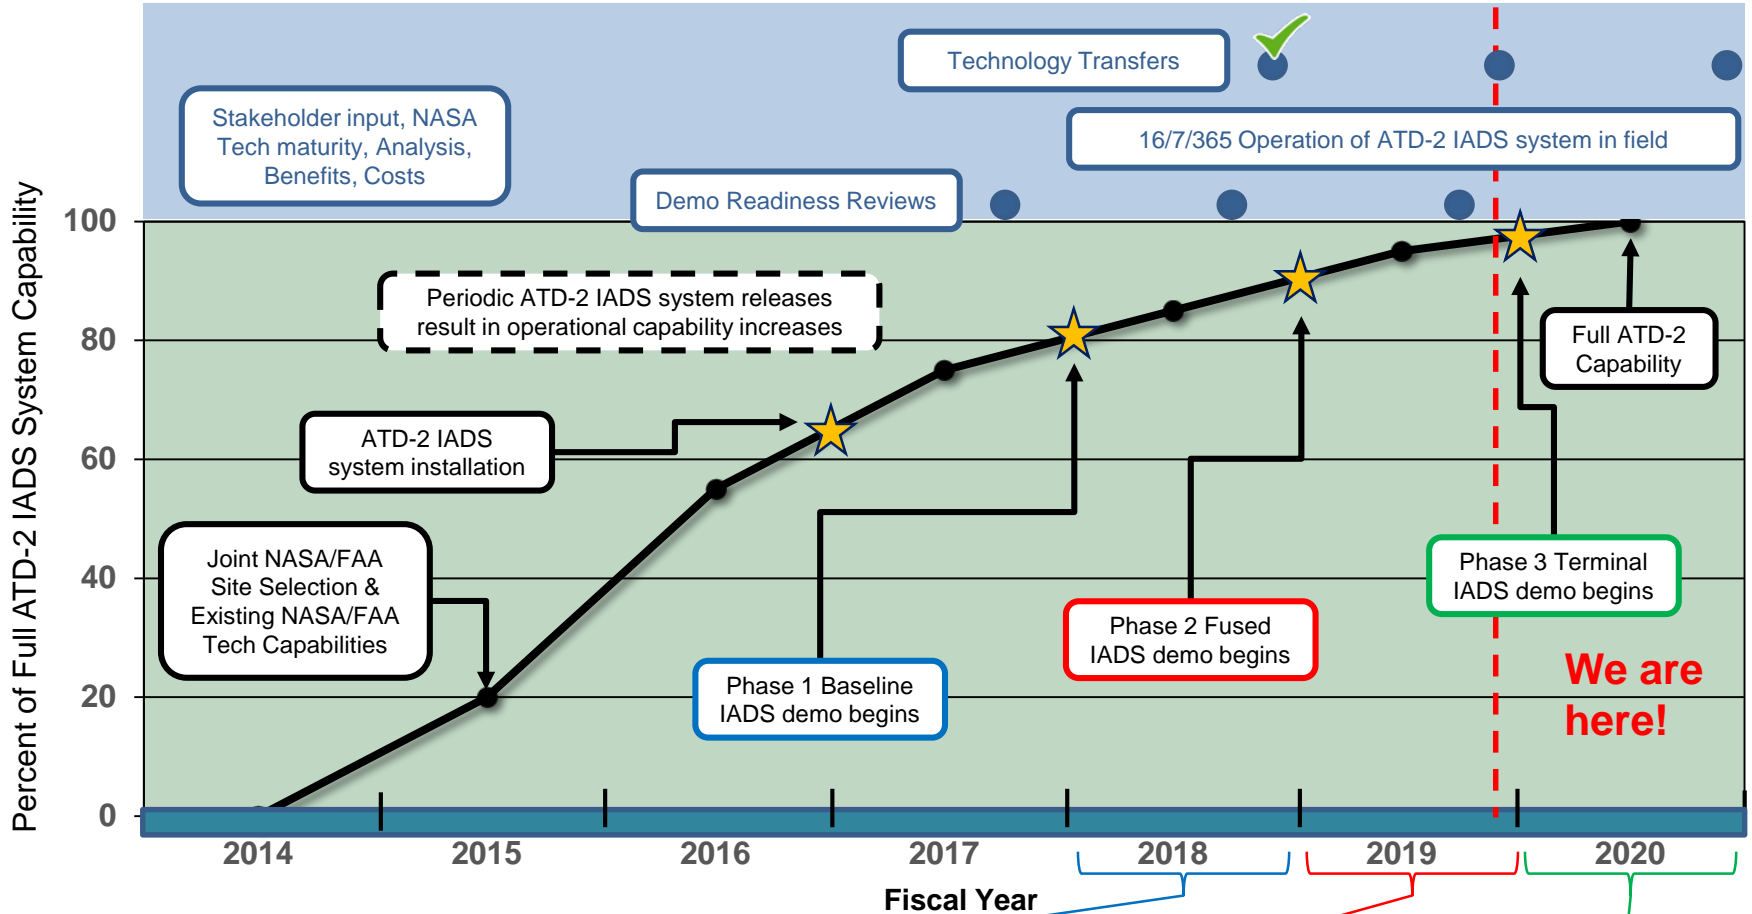 Technology Transfers
Stakeholder input, NASA
Tech maturity, Analysis,
Benefits, Costs
16/7/365 Operation of ATD-2 IADS system in field
Demo Readiness Reviews
Percent of Full ATD-2 IADS System Capability
100
80
60
40
20
0
Periodic ATD-2 IADS system releases
result in operational capability increases
Full ATD-2
Capability
ATD-2 IADS
system installation
Joint NASA/FAA
Site Selection &
Existing NASA/FAA
Tech Capabilities
Phase 3 Terminal
IADS demo begins
Phase 2 Fused
IADS demo begins
Phase 1 Baseline
IADS demo begins
We are
here!
2014 2015 2016 2017 2018 2019 2020
Fiscal Year